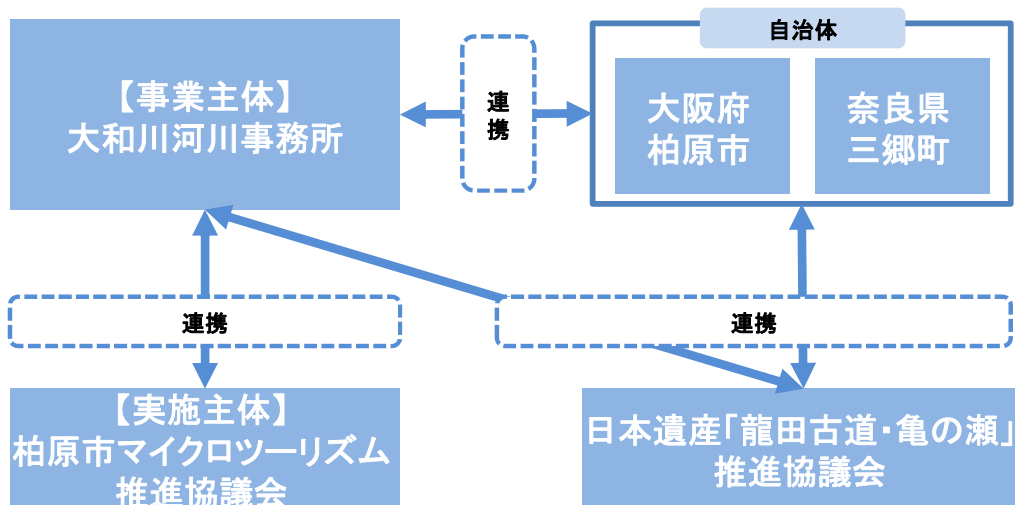 【事業主体】
大和川河川事務所
連
携
自治体
大阪府
柏原市
奈良県
三郷町
連携
連携
【実施主体】
柏原市マイクロツーリズム
推進協議会
日本遺産「龍田古道・亀の瀬」
推進協議会